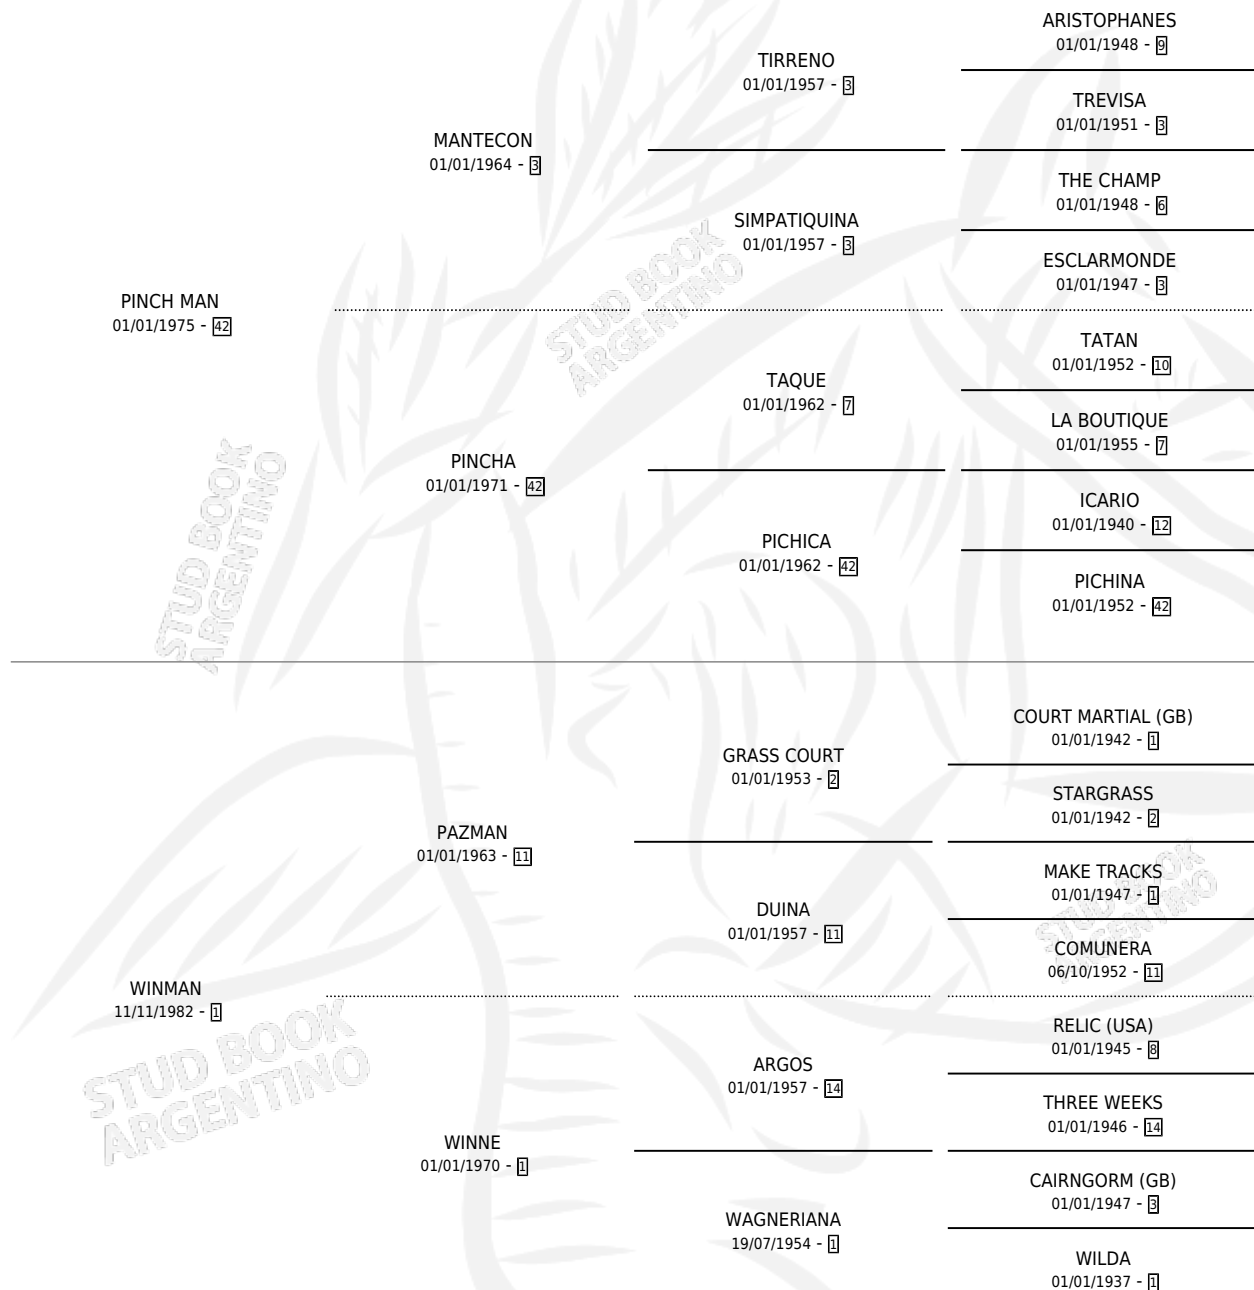 ARISTOPHANES
01/01/1948 - 9
TIRRENO
01/01/1957 - 3
TREVISA
01/01/1951 - 3
MANTECON
01/01/1964 - 3
THE CHAMP
01/01/1948 - 6
SIMPATIQUINA
01/01/1957 - 3
ESCLARMONDE
01/01/1947 - 3
PINCH MAN
01/01/1975 - 42
TATAN
01/01/1952 - 10
TAQUE
01/01/1962 - 7
LA BOUTIQUE
01/01/1955 - 7
PINCHA
01/01/1971 - 42
ICARIO
01/01/1940 - 12
PICHICA
01/01/1962 - 42
PICHINA
01/01/1952 - 42
STUD BOOK
ARGENTINO
STUD BOOK
ARGENTINO
COURT MARTIAL (GB)
01/01/1942 - 1
GRASS COURT
01/01/1953 - 2
STARGRASS
01/01/1942 - 2
PAZMAN
01/01/1963 - 11
MAKE TRACKS
01/01/1947 - 1
DUINA
01/01/1957 - 11
COMUNERA
06/10/1952 - 11
WINMAN
11/11/1982 - 1
RELIC (USA)
01/01/1945 - 8
ARGOS
01/01/1957 - 14
THREE WEEKS
01/01/1946 - 14
WINNE
01/01/1970 - 1
CAIRNGORM (GB)
01/01/1947 - 3
WAGNERIANA
19/07/1954 - 1
WILDA
01/01/1937 - 1
STUD BOOK
ARGENTINO
STUD BOOK
ARGENTINO